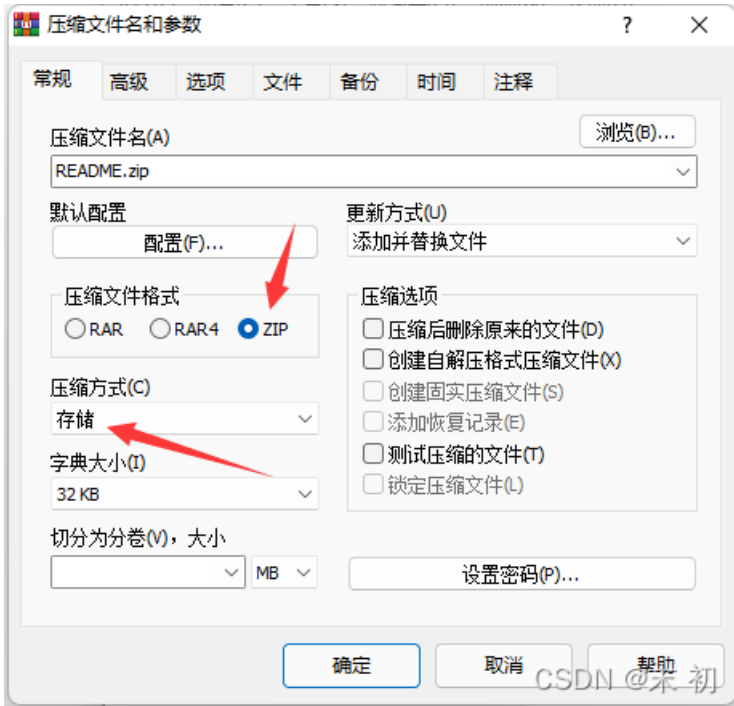 压缩文件名和参数 ?
常规 高级 选项 文件 备份 时间 注释
压缩文件名(A) 浏览(B)...
README.zip
默认配置 更新方式(U)
配置(F)... 添加并替换文件
压缩文件格式 压缩选项
RAR RAR4 ZIP 压缩后删除原来的文件(D)
创建自解压格式压缩文件(X)
压缩方式(C) 创建固实压缩文件(S)
存储 添加恢复记录(E)
字典大小(I) 测试压缩的文件(T)
32 KB 锁定压缩文件(L)
切分为分卷(V)，大小
MB 设置密码(P)...
确定 取消 帮助
CSDN @末 初